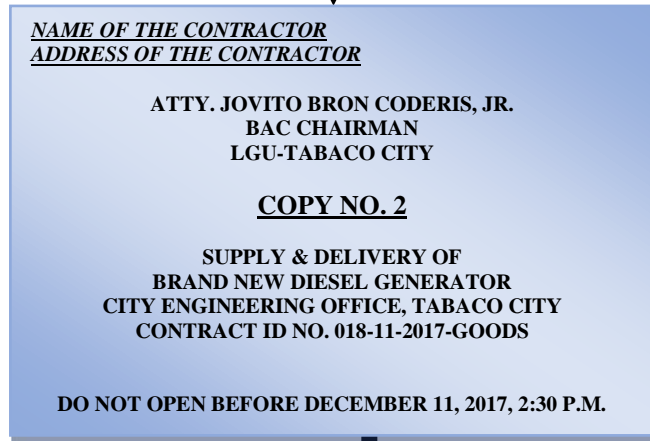 NAME OF THE CONTRACTOR
ADDRESS OF THE CONTRACTOR
ATTY. JOVITO BRON CODERIS, JR.
BAC CHAIRMAN
LGU-TABACO CITY
COPY NO. 2
SUPPLY & DELIVERY OF
BRAND NEW DIESEL GENERATOR
CITY ENGINEERING OFFICE, TABACO CITY
CONTRACT ID NO. 018-11-2017-GOODS
DO NOT OPEN BEFORE DECEMBER 11, 2017, 2:30 P.M.